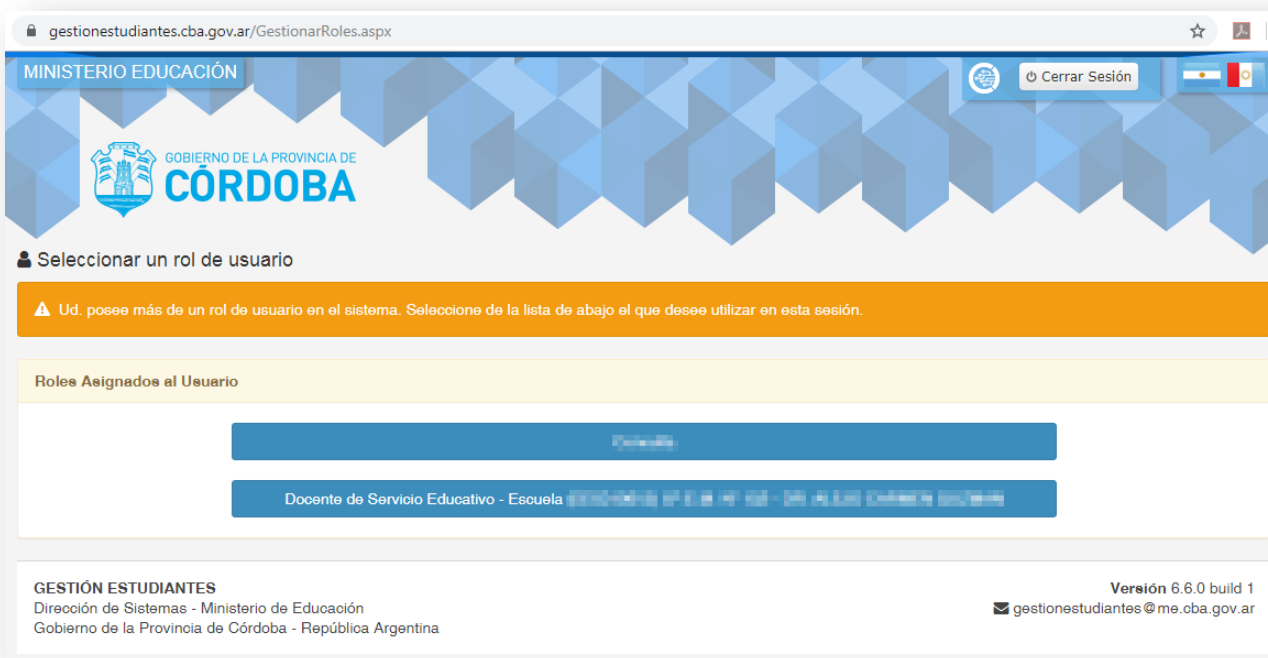 gestionestudiantes.cba.gov.ar/GestionarRoles.aspx
MINISTERIO EDUCACIÓN
Cerrar Sesión
GOBIERNO DE LA PROVINCIA DE
CÓRDOBA
Seleccionar un rol de usuario
Ud. posee más de un rol de usuario en el sistema. Seleccione de la lista de abajo el que desee utilizar en esta sesión.
Roles Asignados al Usuario
Docente de Servicio Educativo - Escuela
GESTIÓN ESTUDIANTES
Versión 6.6.0 build 1
Dirección de Sistemas - Ministerio de Educación
gestionestudiantes@me.cba.gov.ar
Gobierno de la Provincia de Córdoba - República Argentina